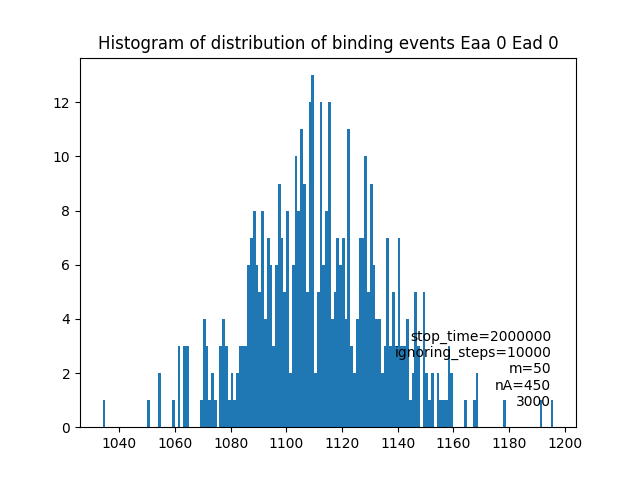 Histogram of distribution of binding events Eaa 0 Ead 0
12
10
8
6
4
2
0
stop_time=2000000
ignoring_steps=10000
m=50
nA=450
3000
1040 1060 1080 1100 1120 1140 1160 1180 1200